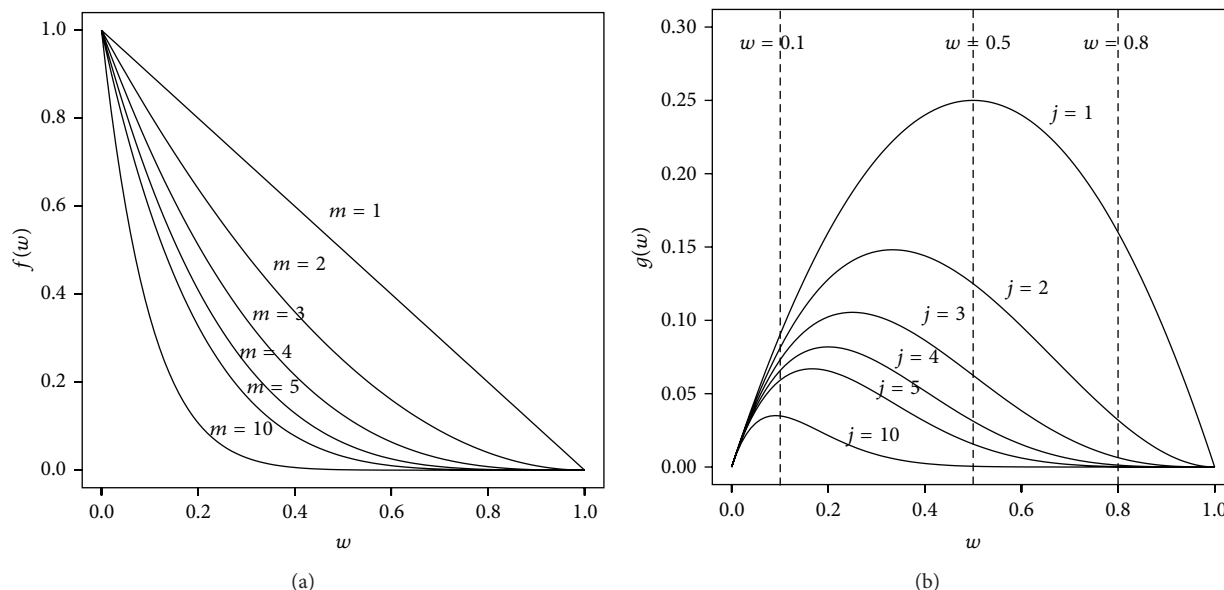 1.0
0.8
0.6
0.4
0.2
0.0
f(w)
m = 1
m = 2
m = 3
m = 4
m = 5
m = 10
0.0 0.2 0.4 0.6 0.8 1.0
w
(a)
0.30
0.25
0.20
0.15
0.10
0.05
0.00
g(w)
w = 0.1 w = 0.5 w = 0.8
j = 1
j = 2
j = 3
j = 4
j = 5
j = 10
0.0 0.2 0.4 0.6 0.8 1.0
w
(b)